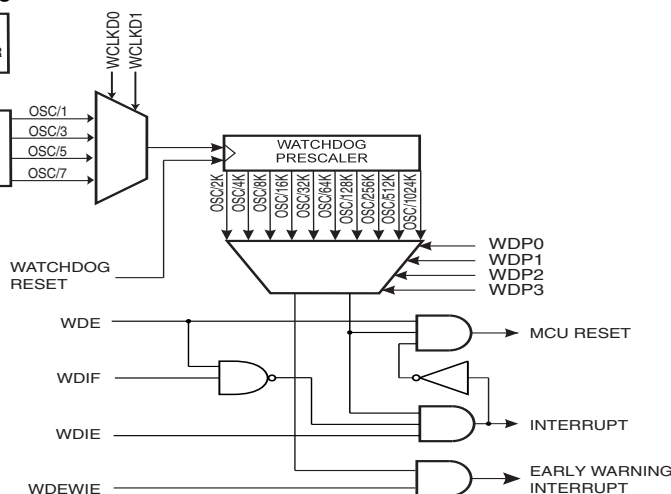 WCLKD0
WCLKD1
OSC/1
OSC/3
OSC/5
OSC/7
WATCHDOG
PRESCALER
OSC/2K
OSC/4K
OSC/8K
OSC/16K
OSC/32K
OSC/64K
OSC/128K
OSC/256K
OSC/512K
OSC/1024K
WATCHDOG
RESET
WDP0
WDP1
WDP2
WDP3
WDE
MCU RESET
WDIF
WDIE
INTERRUPT
WDEWIE
EARLY WARNING
INTERRUPT